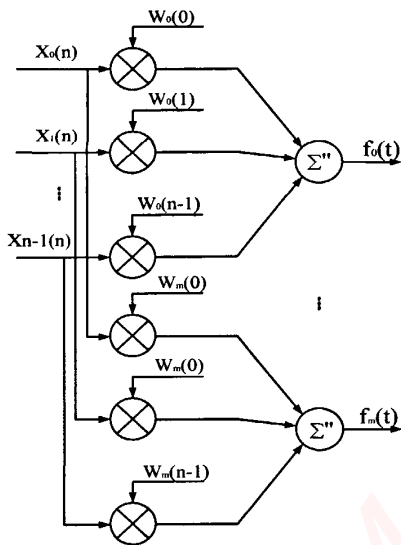 W₀(0)
X₀(n)
W₀(1)
X₁(n)
Σ"
f₀(t)
⋮
W₀(n-1)
Xn-1(n)
Wₘ(0)
⋮
Wₘ(0)
Σ"
fₘ(t)
Wₘ(n-1)